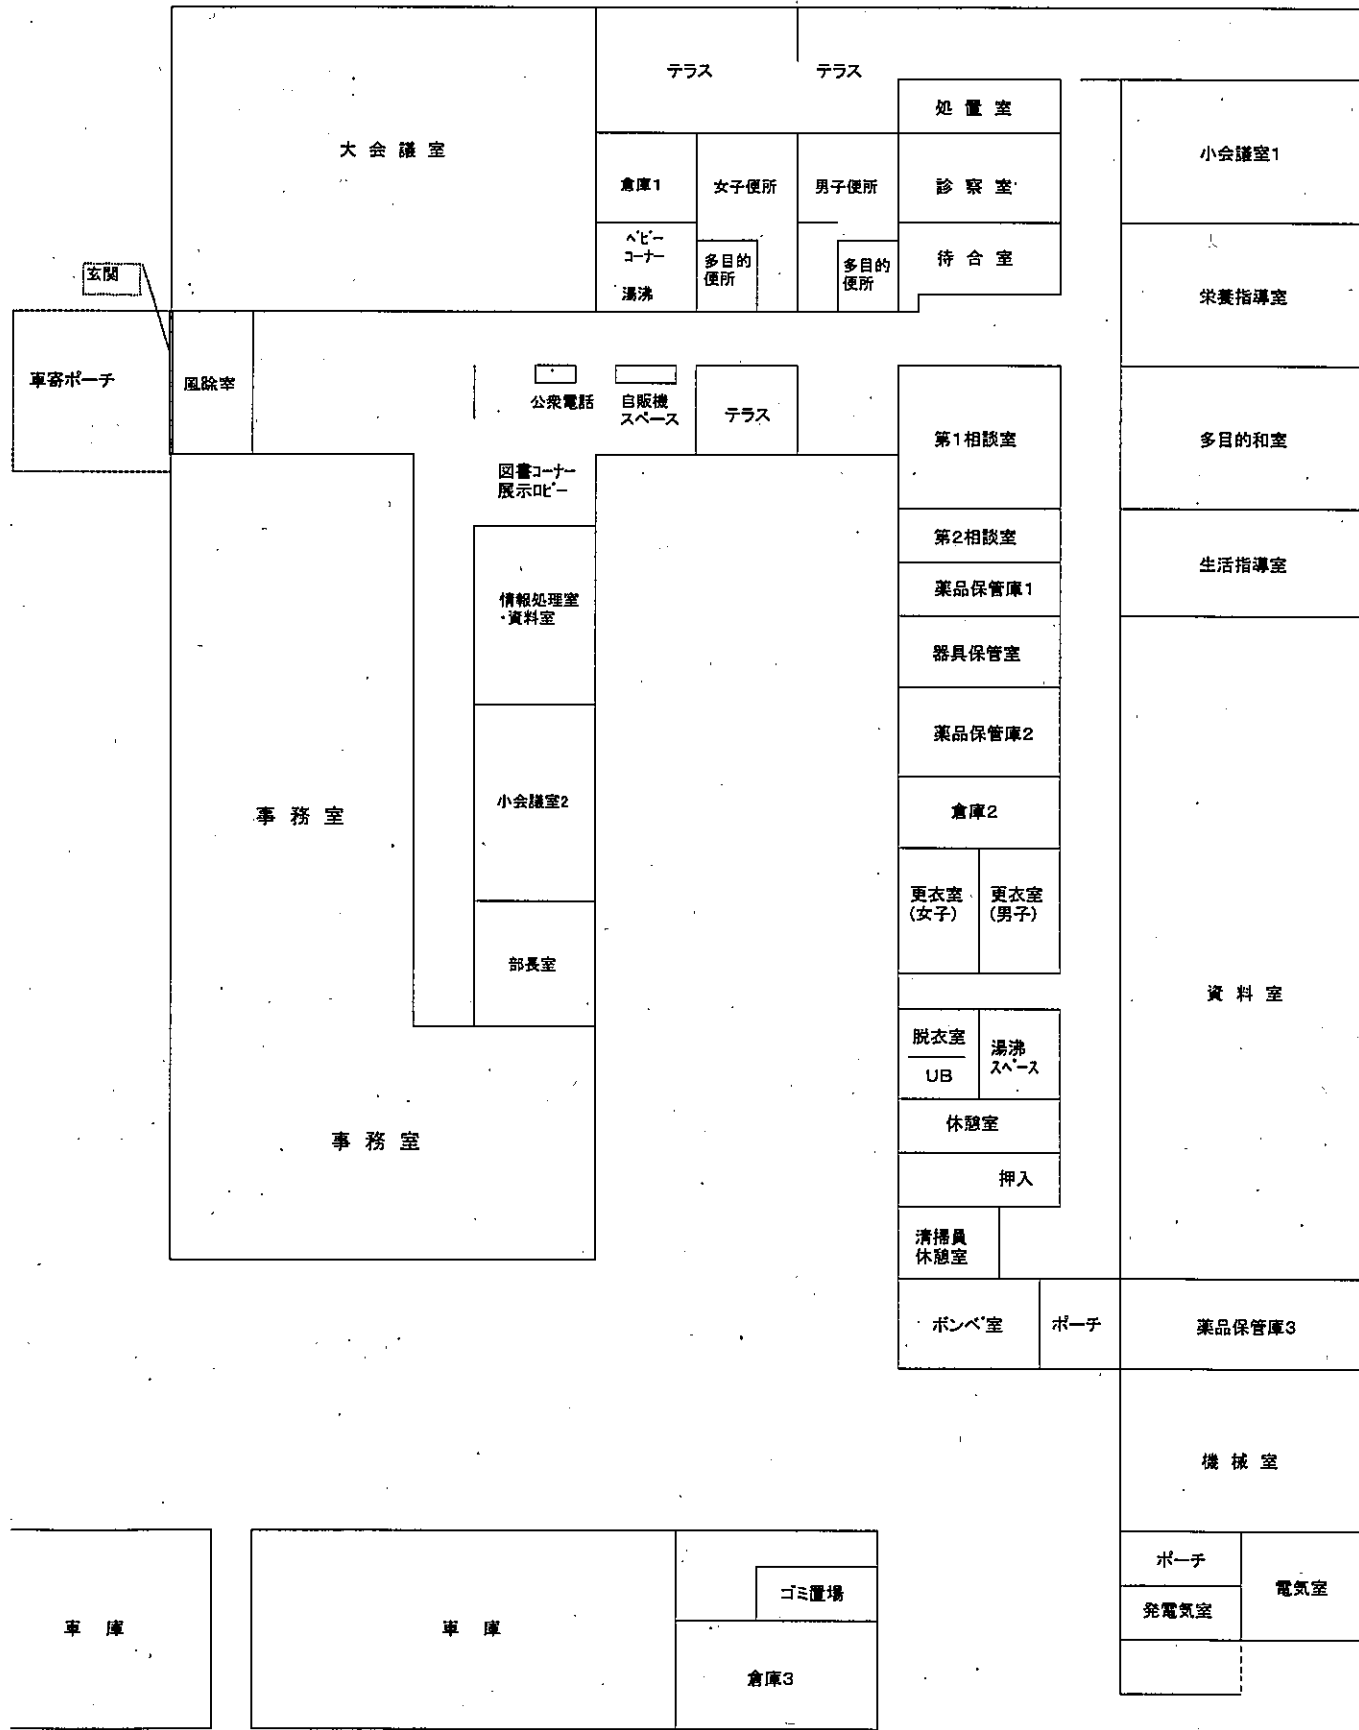 テラス
テラス
処置室
大会議室
小会議室1
倉庫1
女子便所
男子便所
診察室
ベビー
コーナー
湯沸
多目的
便所
多目的
便所
待合室
玄関
栄養指導室
車寄ポーチ
風除室
公衆電話
自販機
スペース
テラス
第1相談室
多目的和室
図書コーナー
展示ロビー
第2相談室
生活指導室
情報処理室
・資料室
薬品保管庫1
器具保管室
薬品保管庫2
小会議室2
事務室
倉庫2
更衣室
(女子)
更衣室
(男子)
部長室
資料室
脱衣室
UB
湯沸
スペース
休憩室
事務室
押入
清掃員
休憩室
ボンベ室
ポーチ
薬品保管庫3
機械室
ポーチ
電気室
ゴミ置場
発電気室
車庫
車庫
倉庫3